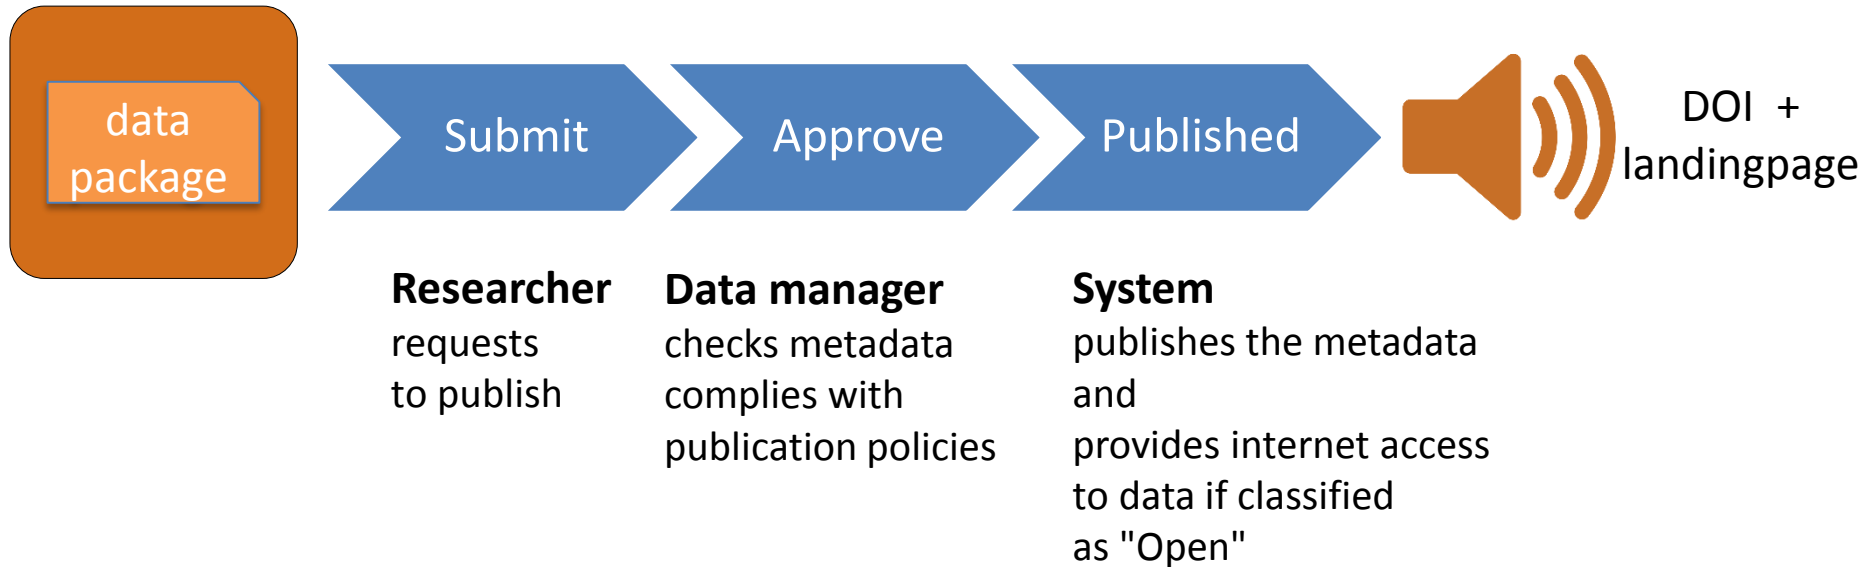 data
package
Submit
Approve
Published
DOI +
landingpage
Researcher
requests
to publish
Data manager
checks metadata
complies with
publication policies
System
publishes the metadata
and
provides internet access
to data if classified
as "Open"